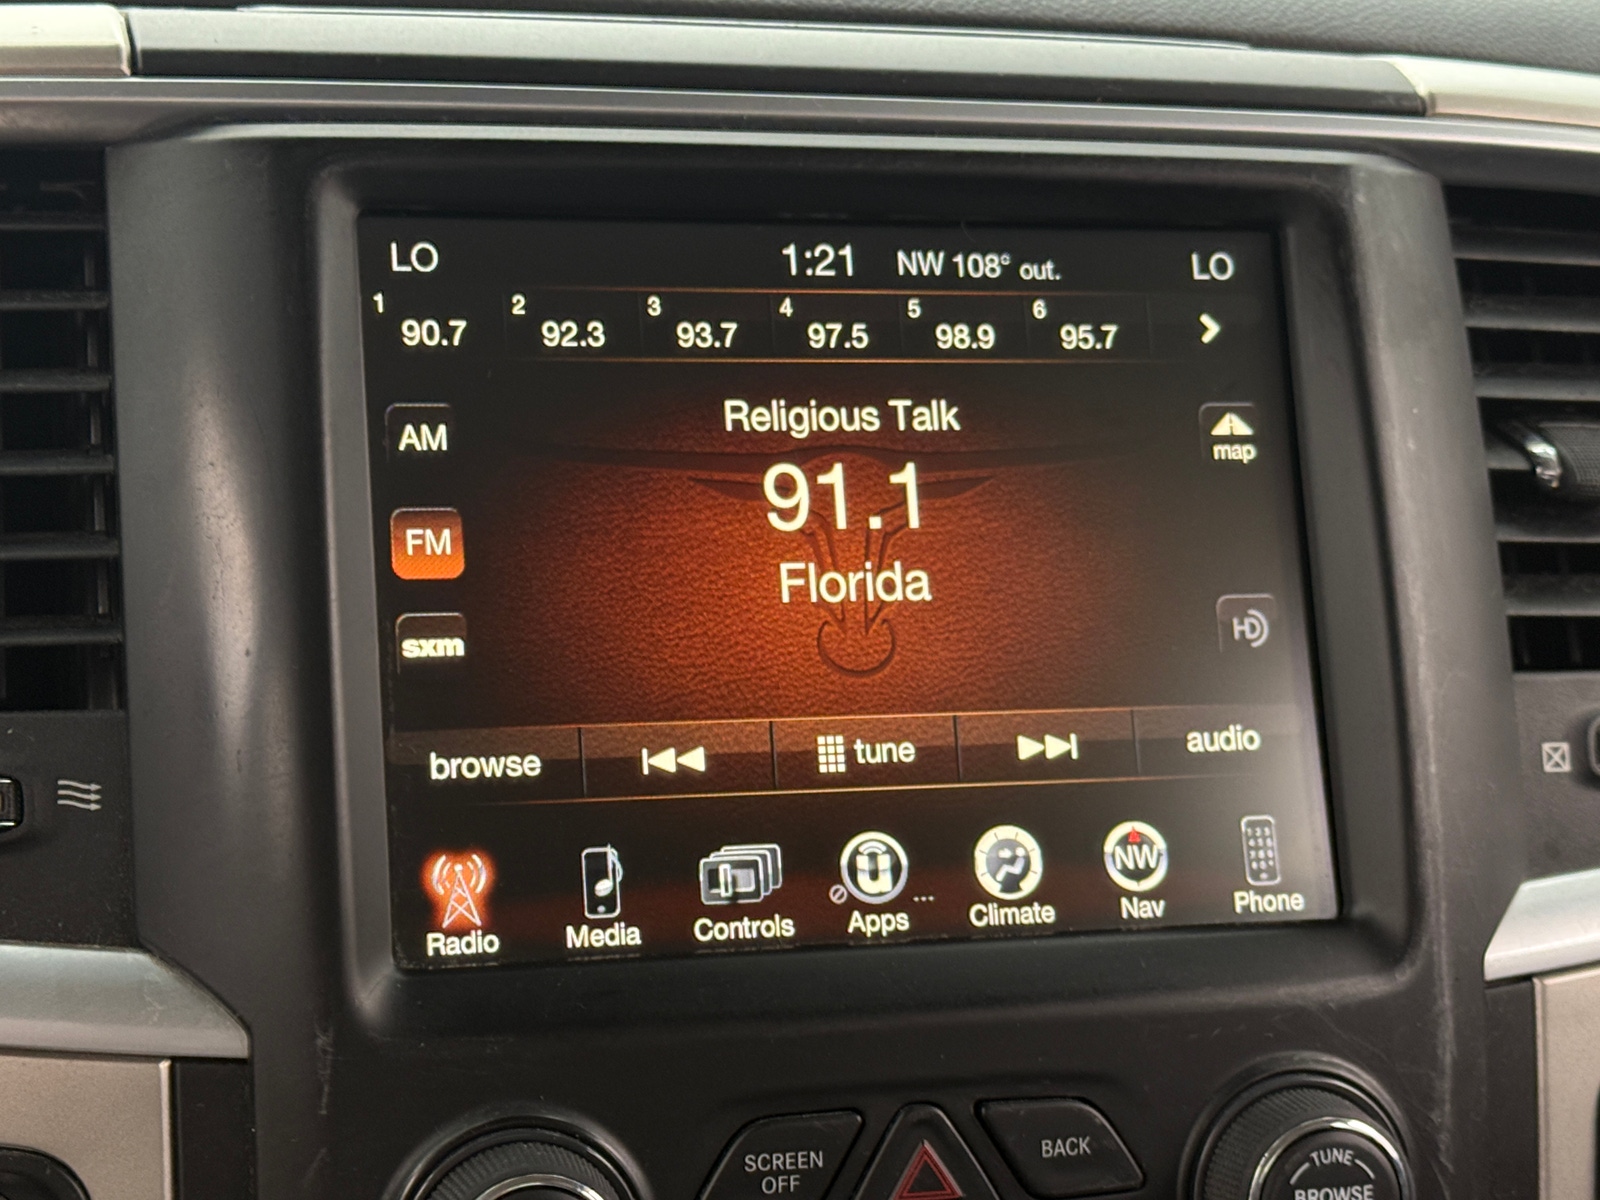 LO 1:21 NW 108° out. LO
1 2 3 4 5 6
90.7 92.3 93.7 97.5 98.9 95.7
Religious Talk
AM
map
91.1
FM
Florida
HD
sxm
browse tune audio
NW
Radio Media Controls Apps ... Climate Nav Phone
SCREEN
OFF
BACK
TUNE
BROWSE